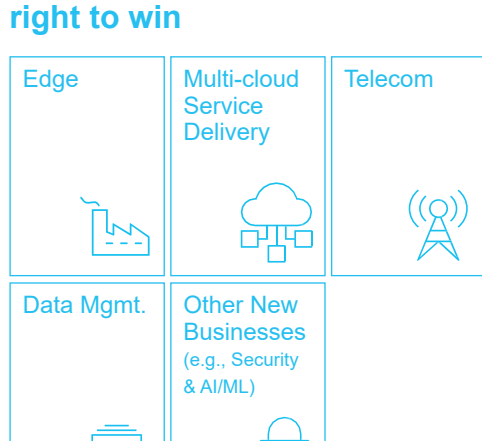 right to win
Edge
Multi-cloud
Service
Delivery
Telecom
Data Mgmt.
Other New
Businesses
(e.g., Security
& AI/ML)